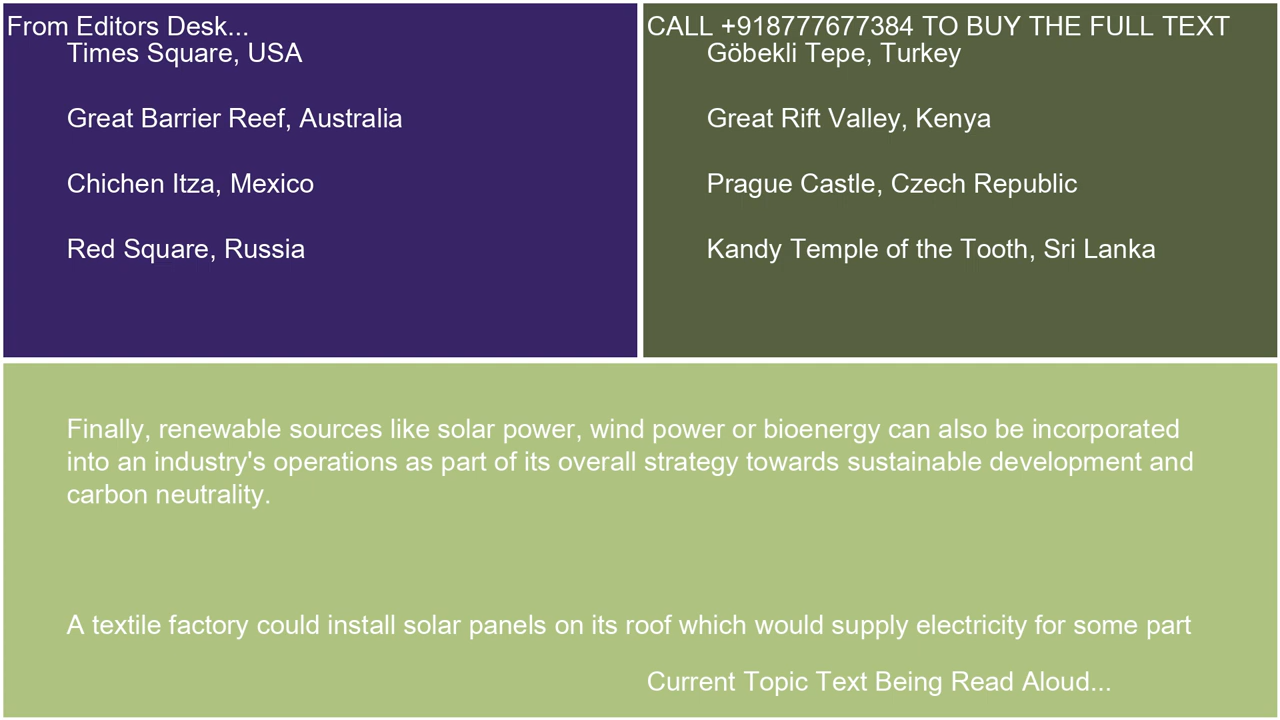 From Editors Desk...
Times Square, USA
Great Barrier Reef, Australia
Chichen Itza, Mexico
Red Square, Russia
CALL +918777677384 TO BUY THE FULL TEXT
Göbekli Tepe, Turkey
Great Rift Valley, Kenya
Prague Castle, Czech Republic
Kandy Temple of the Tooth, Sri Lanka
Finally, renewable sources like solar power, wind power or bioenergy can also be incorporated
into an industry's operations as part of its overall strategy towards sustainable development and
carbon neutrality.
A textile factory could install solar panels on its roof which would supply electricity for some part
Current Topic Text Being Read Aloud...